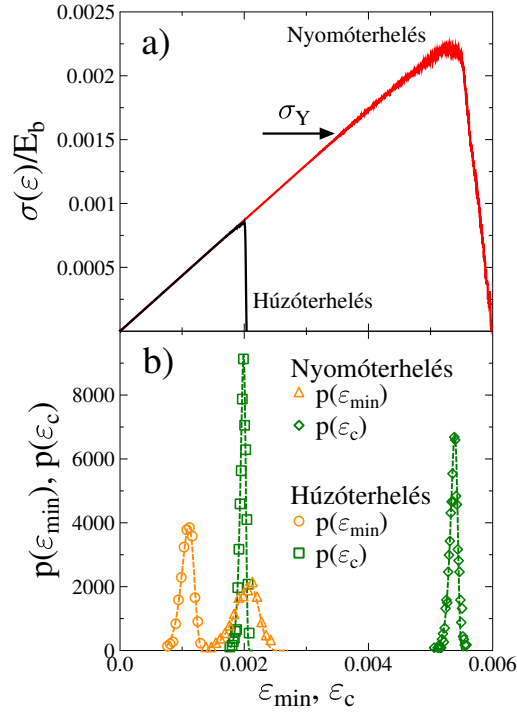 a)
Nyomóterhelés
σ_Y
Húzóterhelés
σ(ε)/E_b
0.0025
0.002
0.0015
0.001
0.0005
b)
Nyomóterhelés
p(ε_min)
p(ε_c)
Húzóterhelés
p(ε_min)
p(ε_c)
p(ε_min), p(ε_c)
8000
6000
4000
2000
0
0.0
0.002
0.004
0.006
ε_min, ε_c